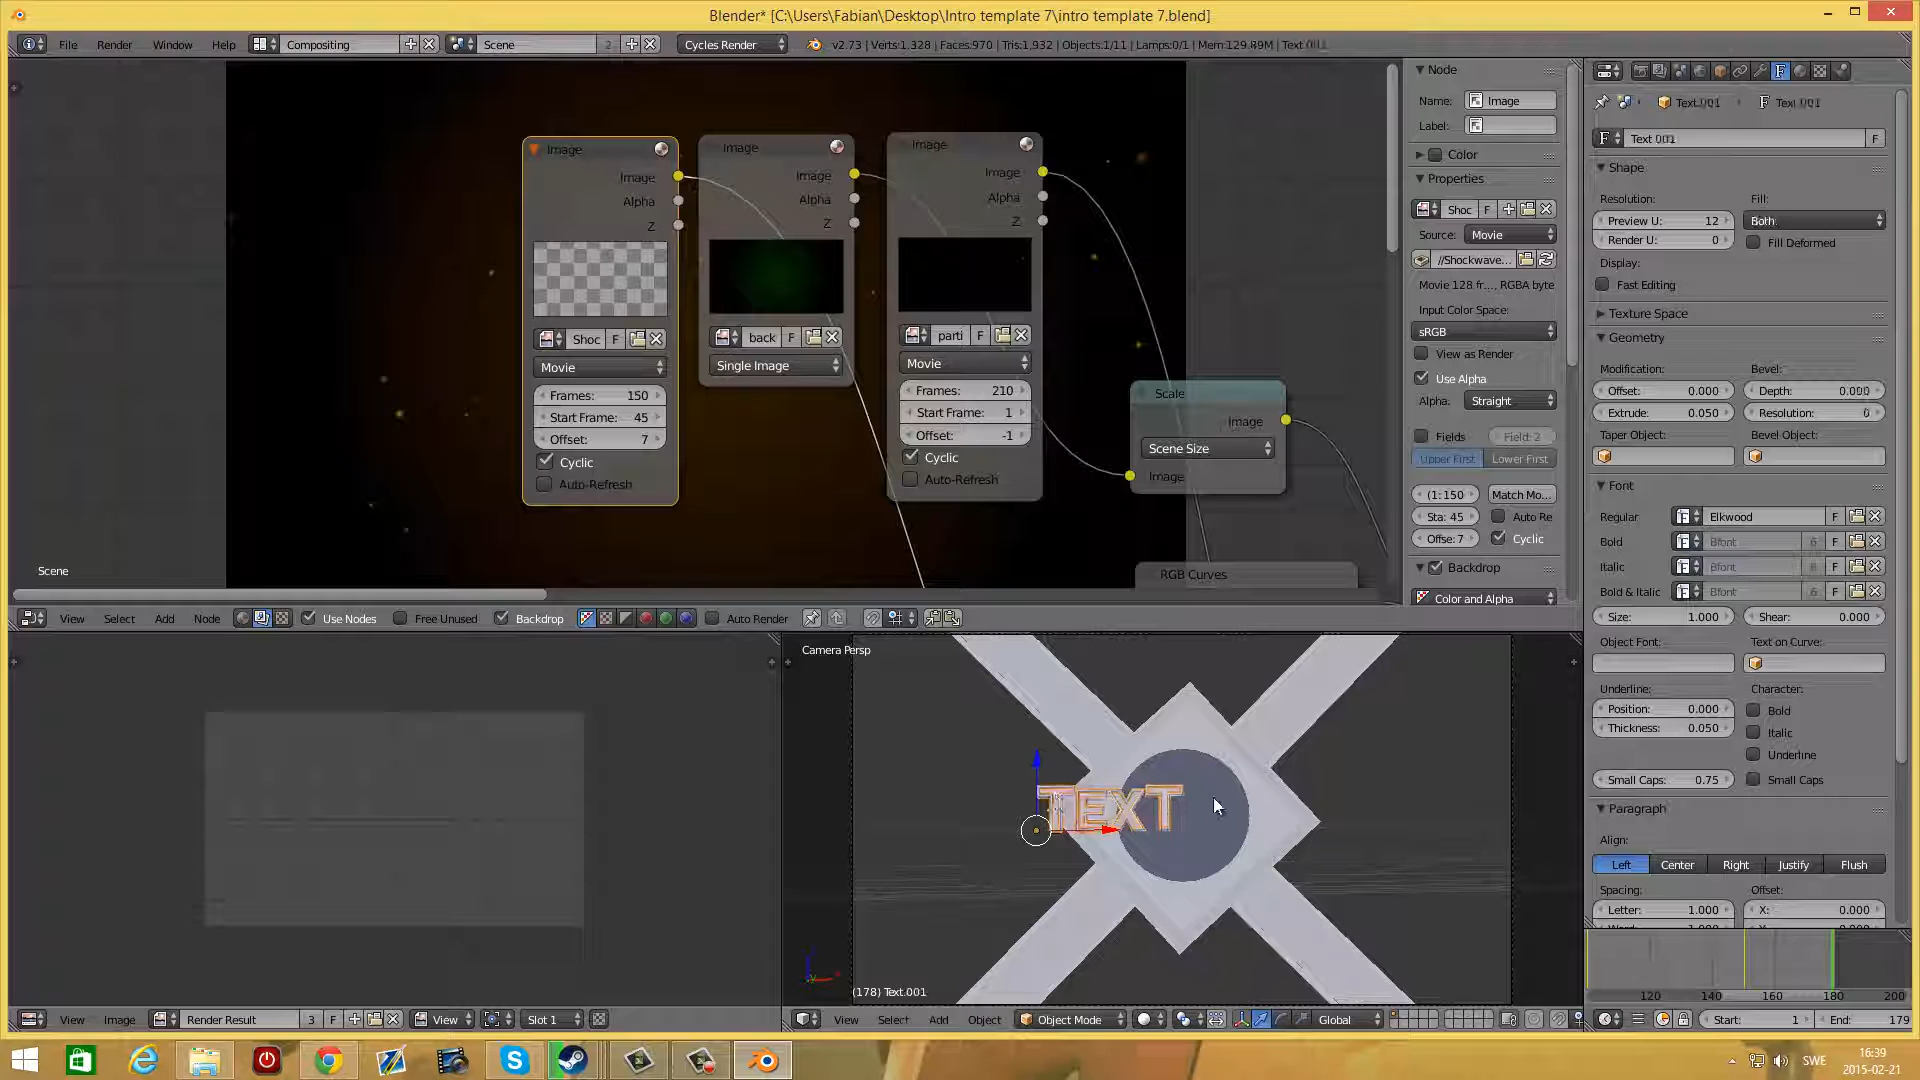 Blender* [C:\Users\Fabian\Desktop\Intro template 7\intro template 7.blend]
File Render Window Help Compositing Scene 2 Cycles Render v2.73 | Verts:1,328 | Faces:970 | Tris:1,932 | Objects:1/11 | Lamps:0/1 | Mem:129.89M | Text.001
Image
Image
Alpha
Z
Shoc F
Movie
Frames: 150
Start Frame: 45
Offset: 7
Cyclic
Auto-Refresh
Image
Image
Alpha
Z
back F
Single Image
Image
Image
Alpha
Z
parti F
Movie
Frames: 210
Start Frame: 1
Offset: -1
Cyclic
Auto-Refresh
Scale
Image
Scene Size
Image
RGB Curves
Scene
Node
Name: Image
Label:
Color
Properties
Shoc F
Source: Movie
//Shockwave...
Movie 128 fr..., RGBA byte
Input Color Space:
sRGB
View as Render
Use Alpha
Alpha: Straight
Fields Field: 2
Upper First Lower First
(1: 150 Match Mo...
Sta: 45 Auto Re
Offse: 7 Cyclic
Backdrop
Color and Alpha
Text.001 Text.001
Text.001 F
Shape
Resolution: Fill:
Preview U: 12 Both
Render U: 0 Fill Deformed
Display:
Fast Editing
Texture Space
Geometry
Modification: Bevel:
Offset: 0.000 Depth: 0.000
Extrude: 0.050 Resolution: 0
Taper Object: Bevel Object:
Font
Regular Elkwood F
Bold Bfont 6 F
Italic Bfont 6 F
Bold & Italic Bfont 6 F
Size: 1.000 Shear: 0.000
Object Font: Text on Curve:
Underline: Character:
Position: 0.000 Bold
Thickness: 0.050 Italic
Underline
Small Caps: 0.75 Small Caps
Paragraph
Align:
Left Center Right Justify Flush
Spacing: Offset:
Letter: 1.000 X: 0.000
View Select Add Node Use Nodes Free Unused Backdrop Auto Render
Camera Persp
TEXT
(178) Text.001
120 140 160 180 200
View Image Render Result 3 F View Slot 1
View Select Add Object Object Mode Global
Start: 1 End: 179
SWE
16:39
2015-02-21